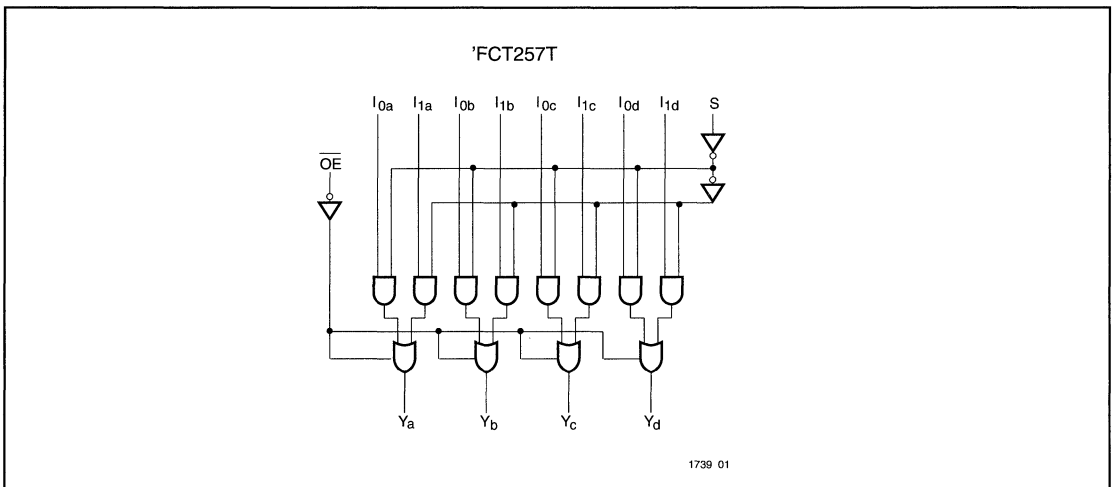 'FCT257T
I0a I1a I0b I1b I0c I1c I0d I1d S
OE
Ya Yb Yc Yd
1739 01